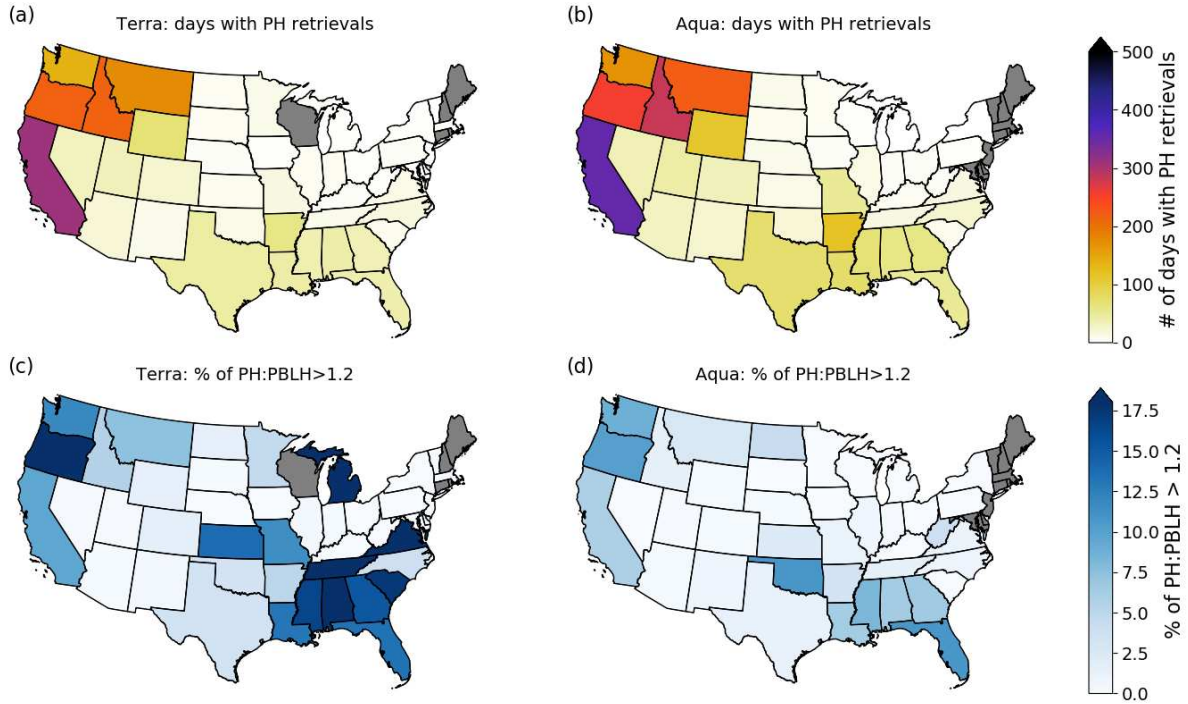 (a)
Terra: days with PH retrievals
(b)
Aqua: days with PH retrievals
500
400
300
200
100
0
# of days with PH retrievals
(c)
Terra: % of PH:PBLH>1.2
(d)
Aqua: % of PH:PBLH>1.2
17.5
15.0
12.5
10.0
7.5
5.0
2.5
0.0
% of PH:PBLH > 1.2